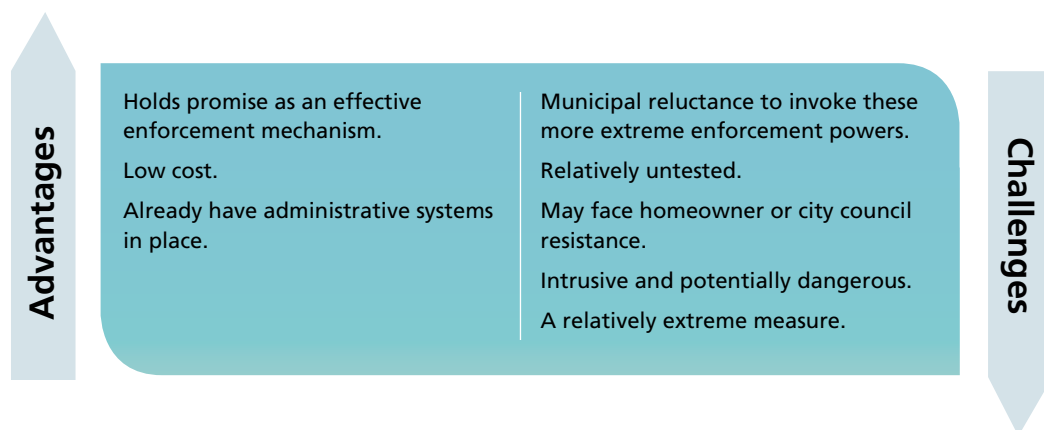 Advantages
Holds promise as an effective
enforcement mechanism.
Low cost.
Already have administrative systems
in place.
Municipal reluctance to invoke these
more extreme enforcement powers.
Relatively untested.
May face homeowner or city council
resistance.
Intrusive and potentially dangerous.
A relatively extreme measure.
Challenges